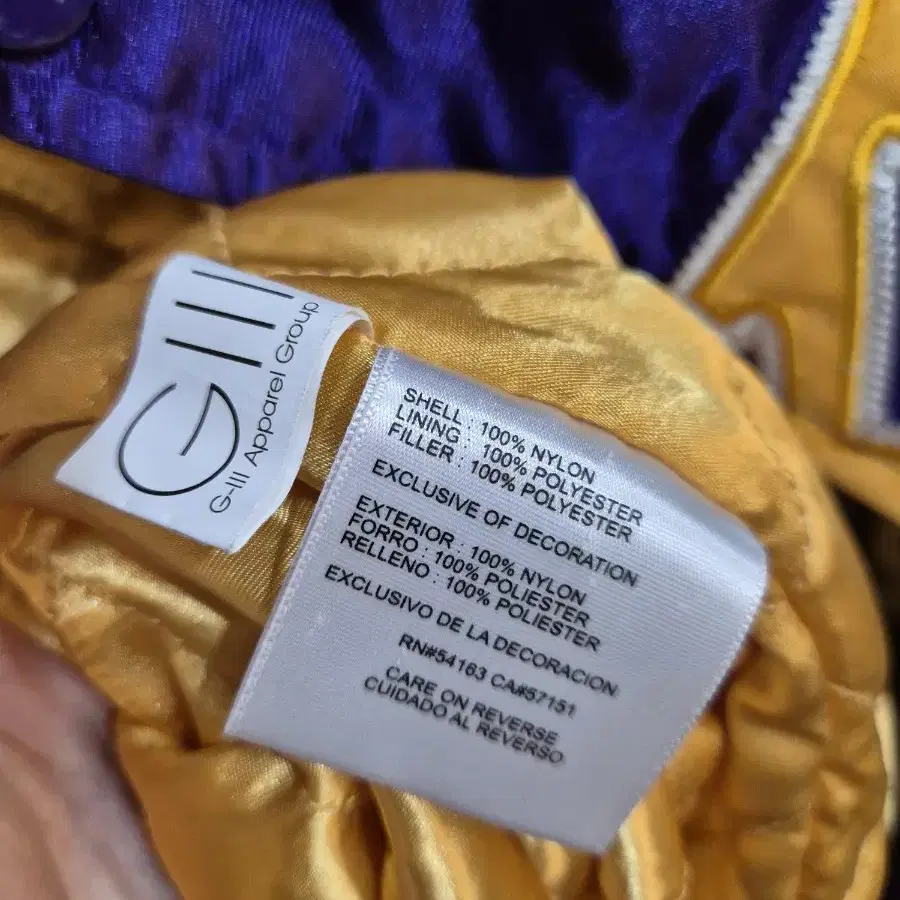 GIII
G-III Apparel Group
SHELL : 100% NYLON
LINING : 100% POLYESTER
FILLER : 100% POLYESTER
EXCLUSIVE OF DECORATION
EXTERIOR : 100% NYLON
FORRO : 100% POLIESTER
RELLENO : 100% POLIESTER
EXCLUSIVO DE LA DECORACION
RN#54163 CA#57151
CARE ON REVERSE
CUIDADO AL REVERSO